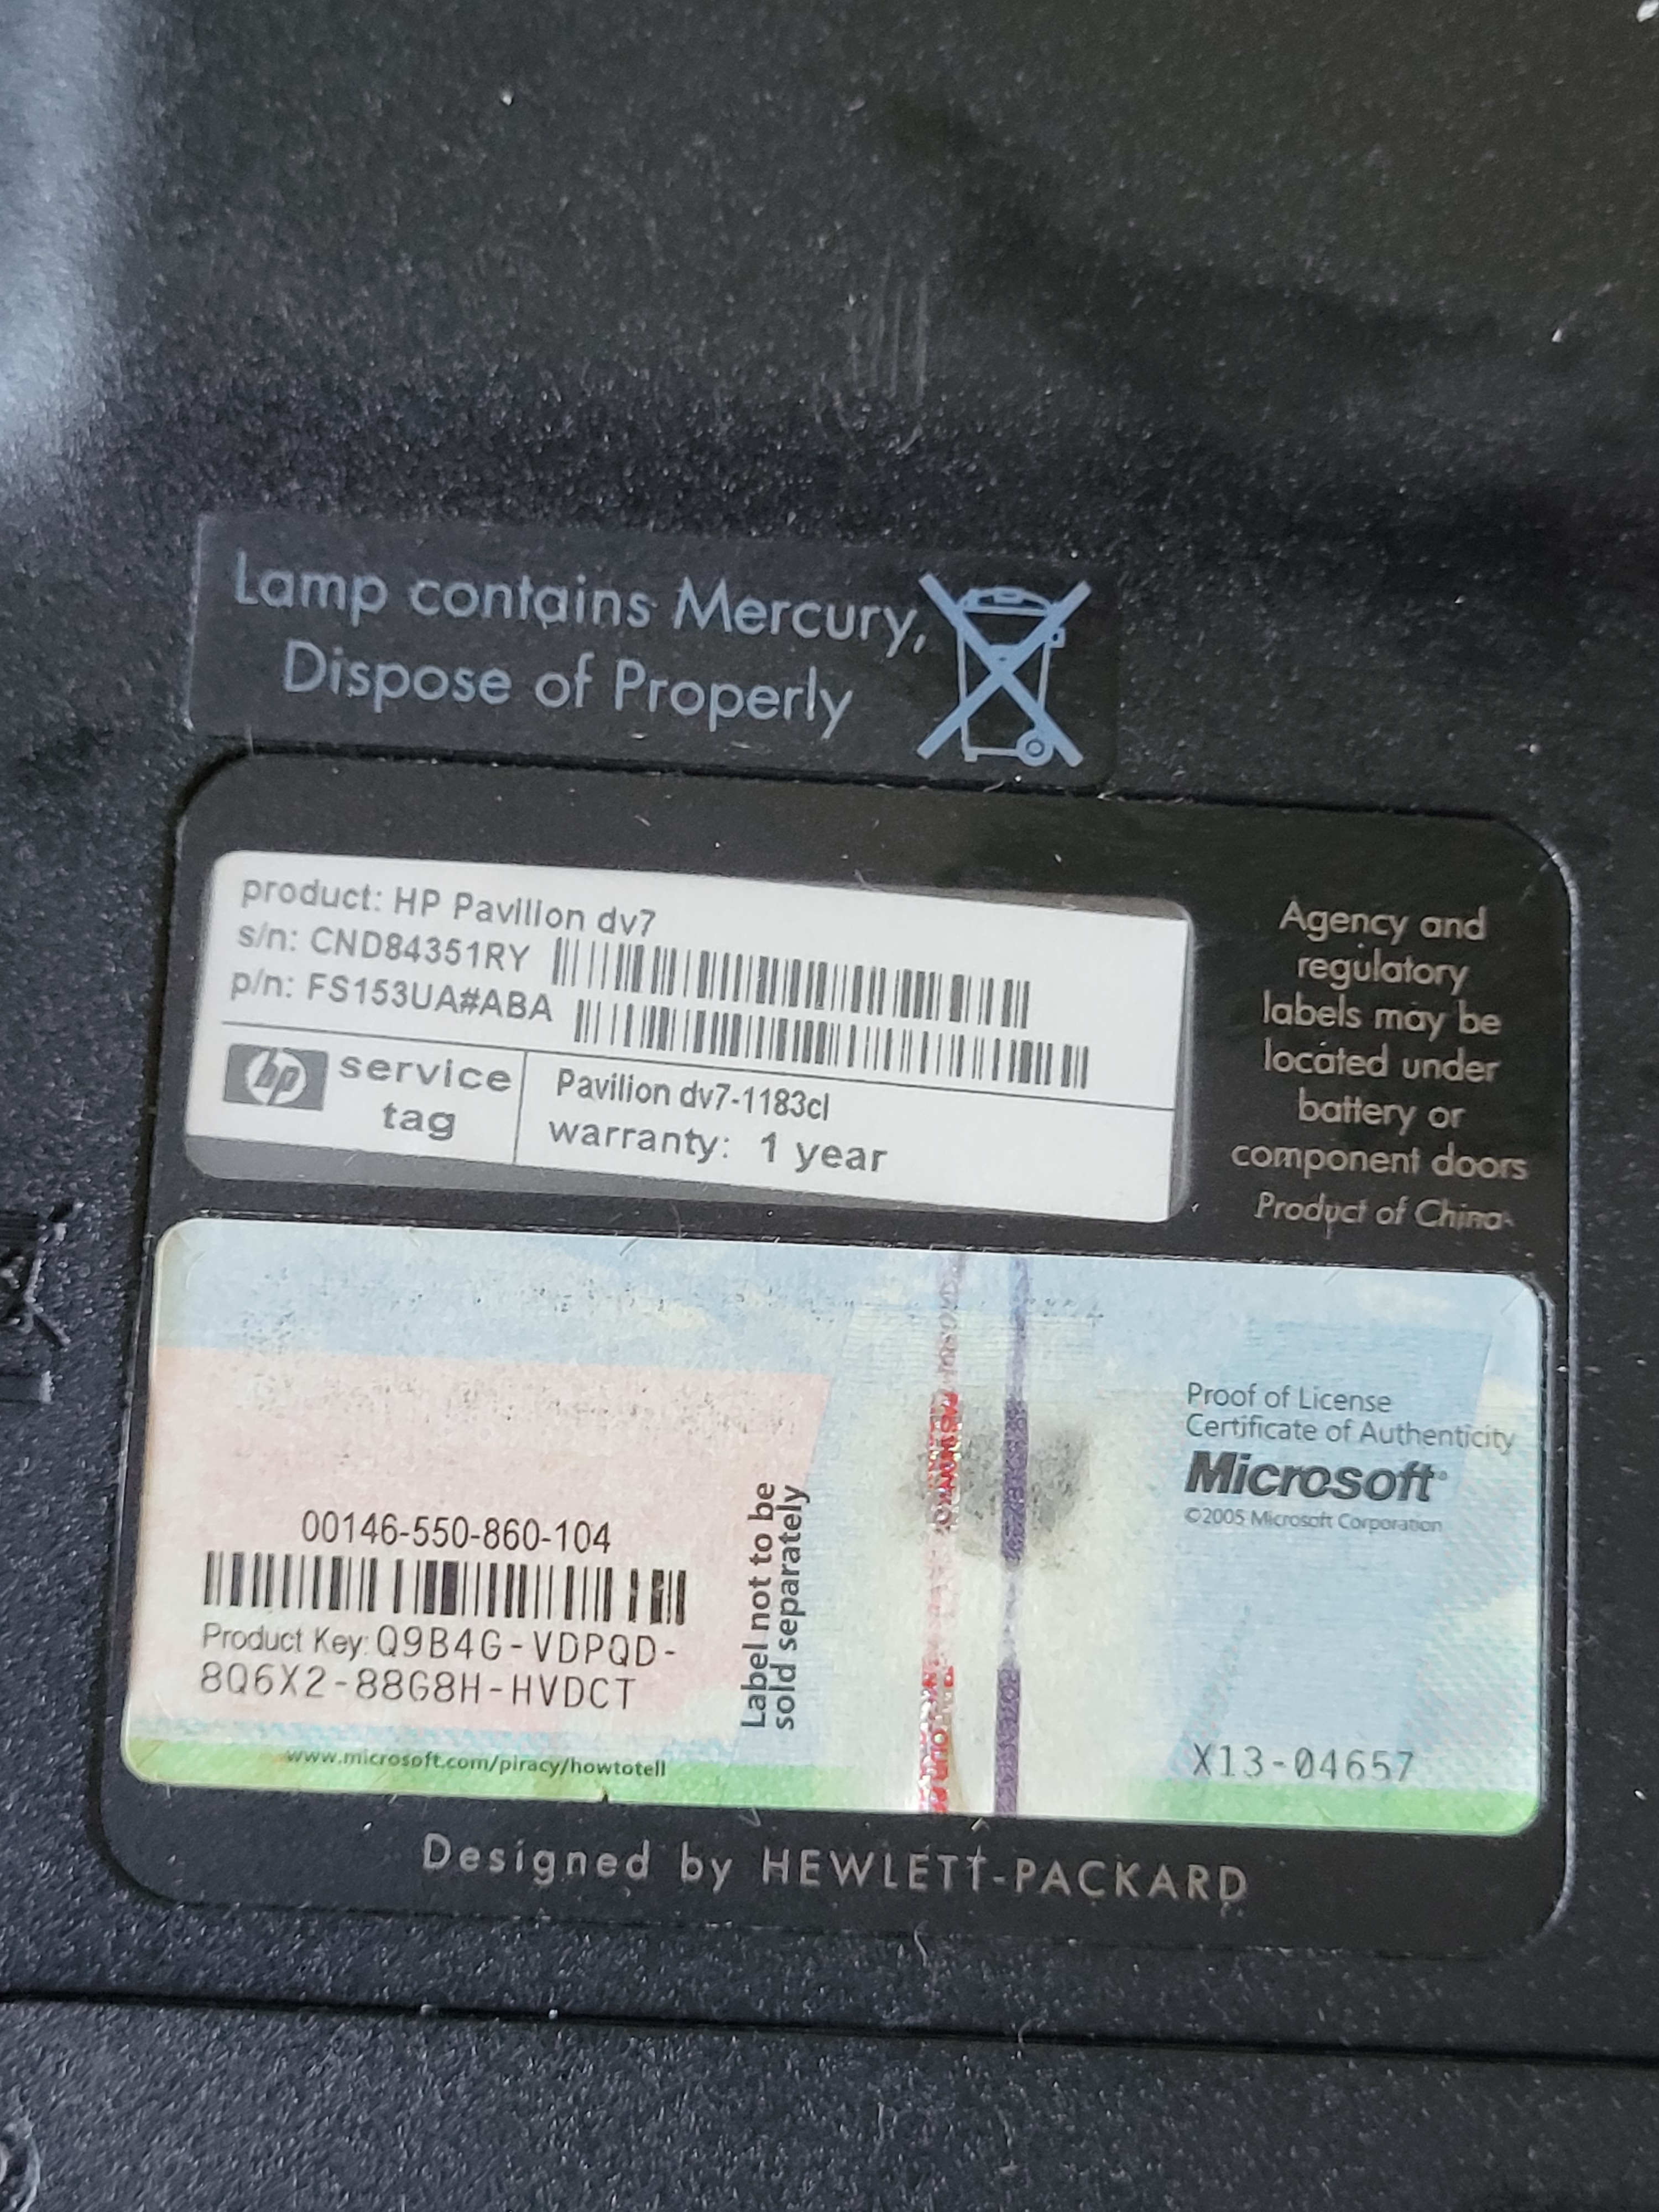 Lamp contains Mercury,
Dispose of Properly
product: HP Pavilion dv7
s/n: CND84351RY
p/n: FS153UA#ABA
hp
service
tag
Pavilion dv7-1183cl
warranty: 1 year
Agency and
regulatory
labels may be
located under
battery or
component doors
Product of China
00146-550-860-104
Product Key: Q9B4G-VDPQD-
8Q6X2-88G8H-HVDCT
www.microsoft.com/piracy/howtotell
Label not to be
sold separately
Proof of License
Certificate of Authenticity
Microsoft®
©2005 Microsoft Corporation
X13-04657
Designed by HEWLETT-PACKARD